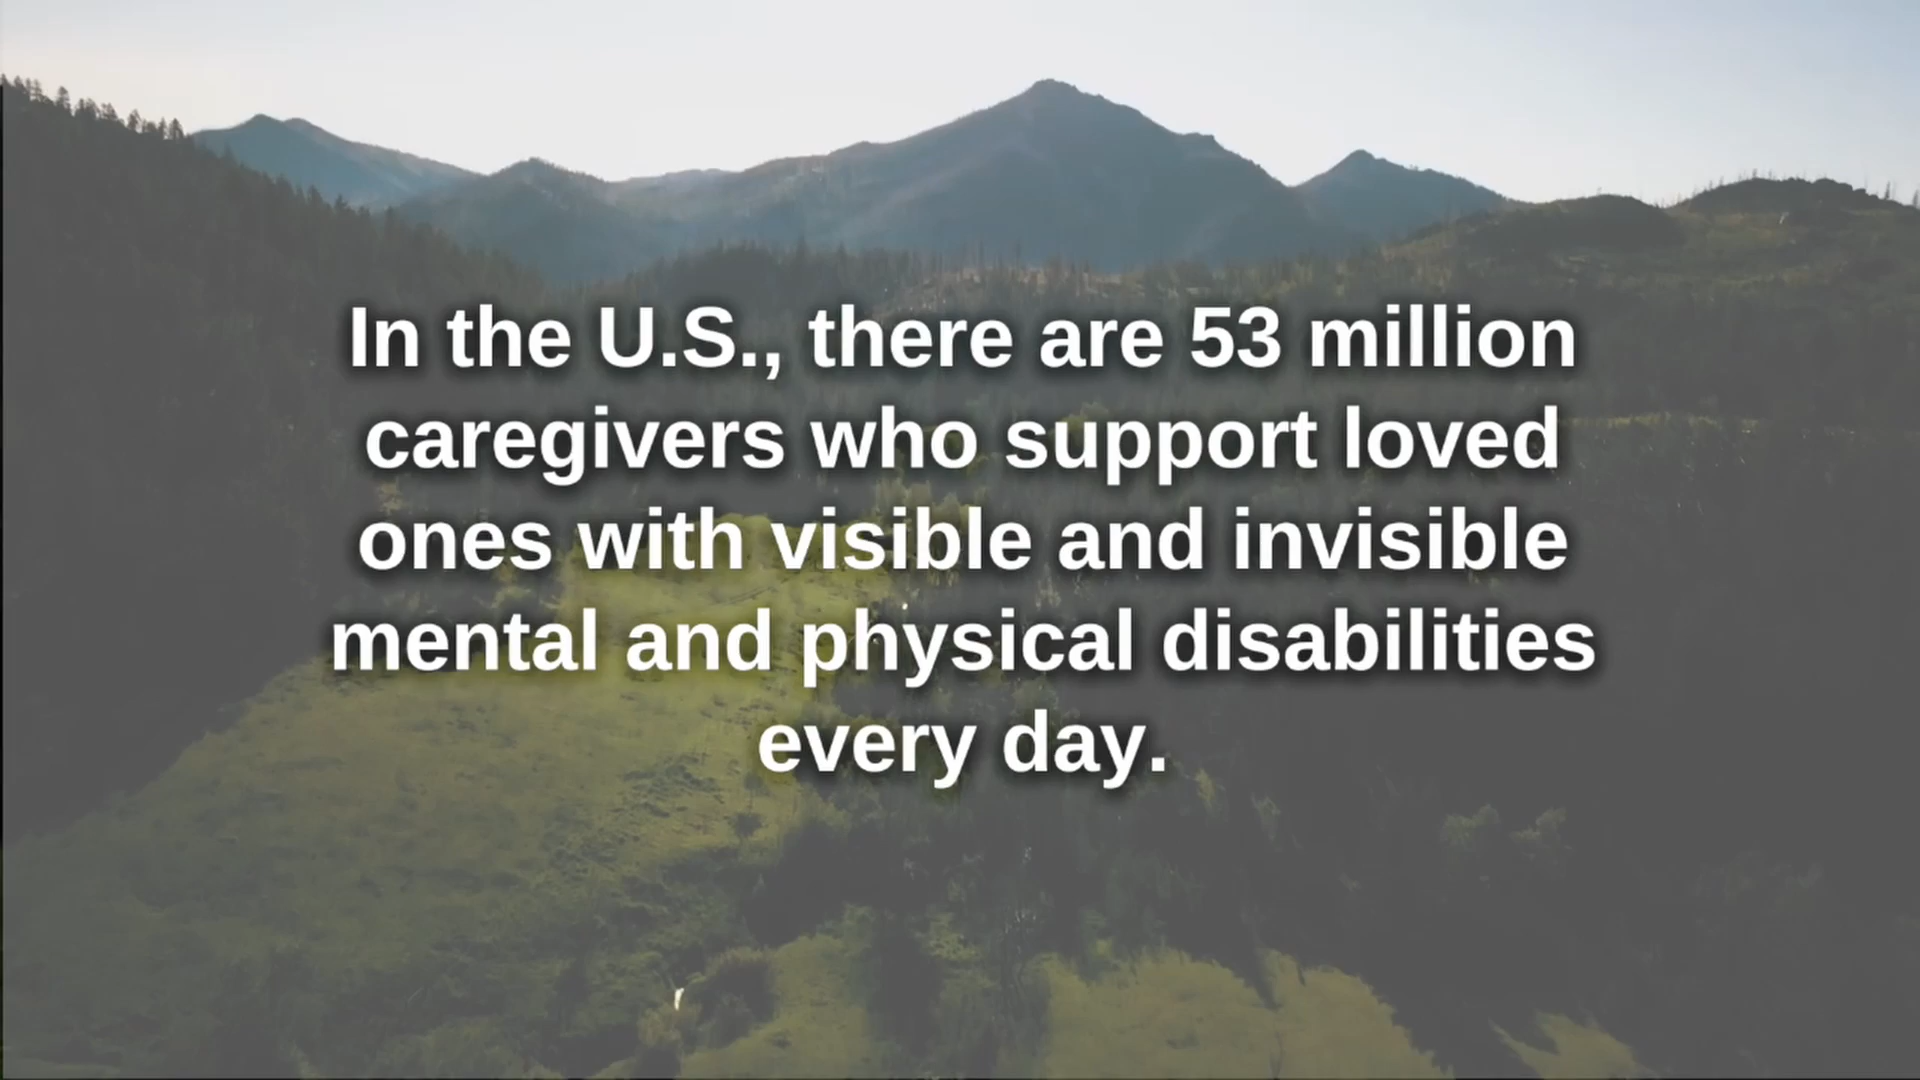 In the U.S., there are 53 million
caregivers who support loved
ones with visible and invisible
mental and physical disabilities
every day.